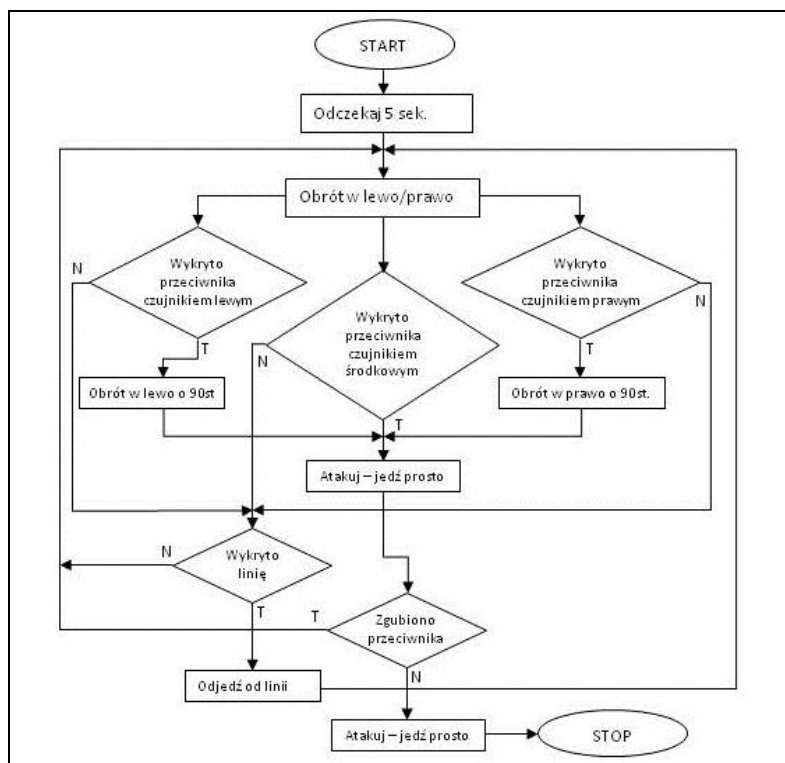 START
Odczekaj 5 sek.
Obrót w lewo/prawo
N
Wykryto
przeciwnika
czujnikiem lewym
T
Wykryto
przeciwnika
czujnikiem
środkowym
N
T
Wykryto
przeciwnika
czujnikiem prawym
N
T
Obrót w lewo o 90st
Obrót w prawo o 90st.
Atakuj – jedź prosto
N
Wykryto
linię
T
T
Zgubiono
przeciwnika
N
Odjedź od linii
Atakuj – jedź prosto
STOP